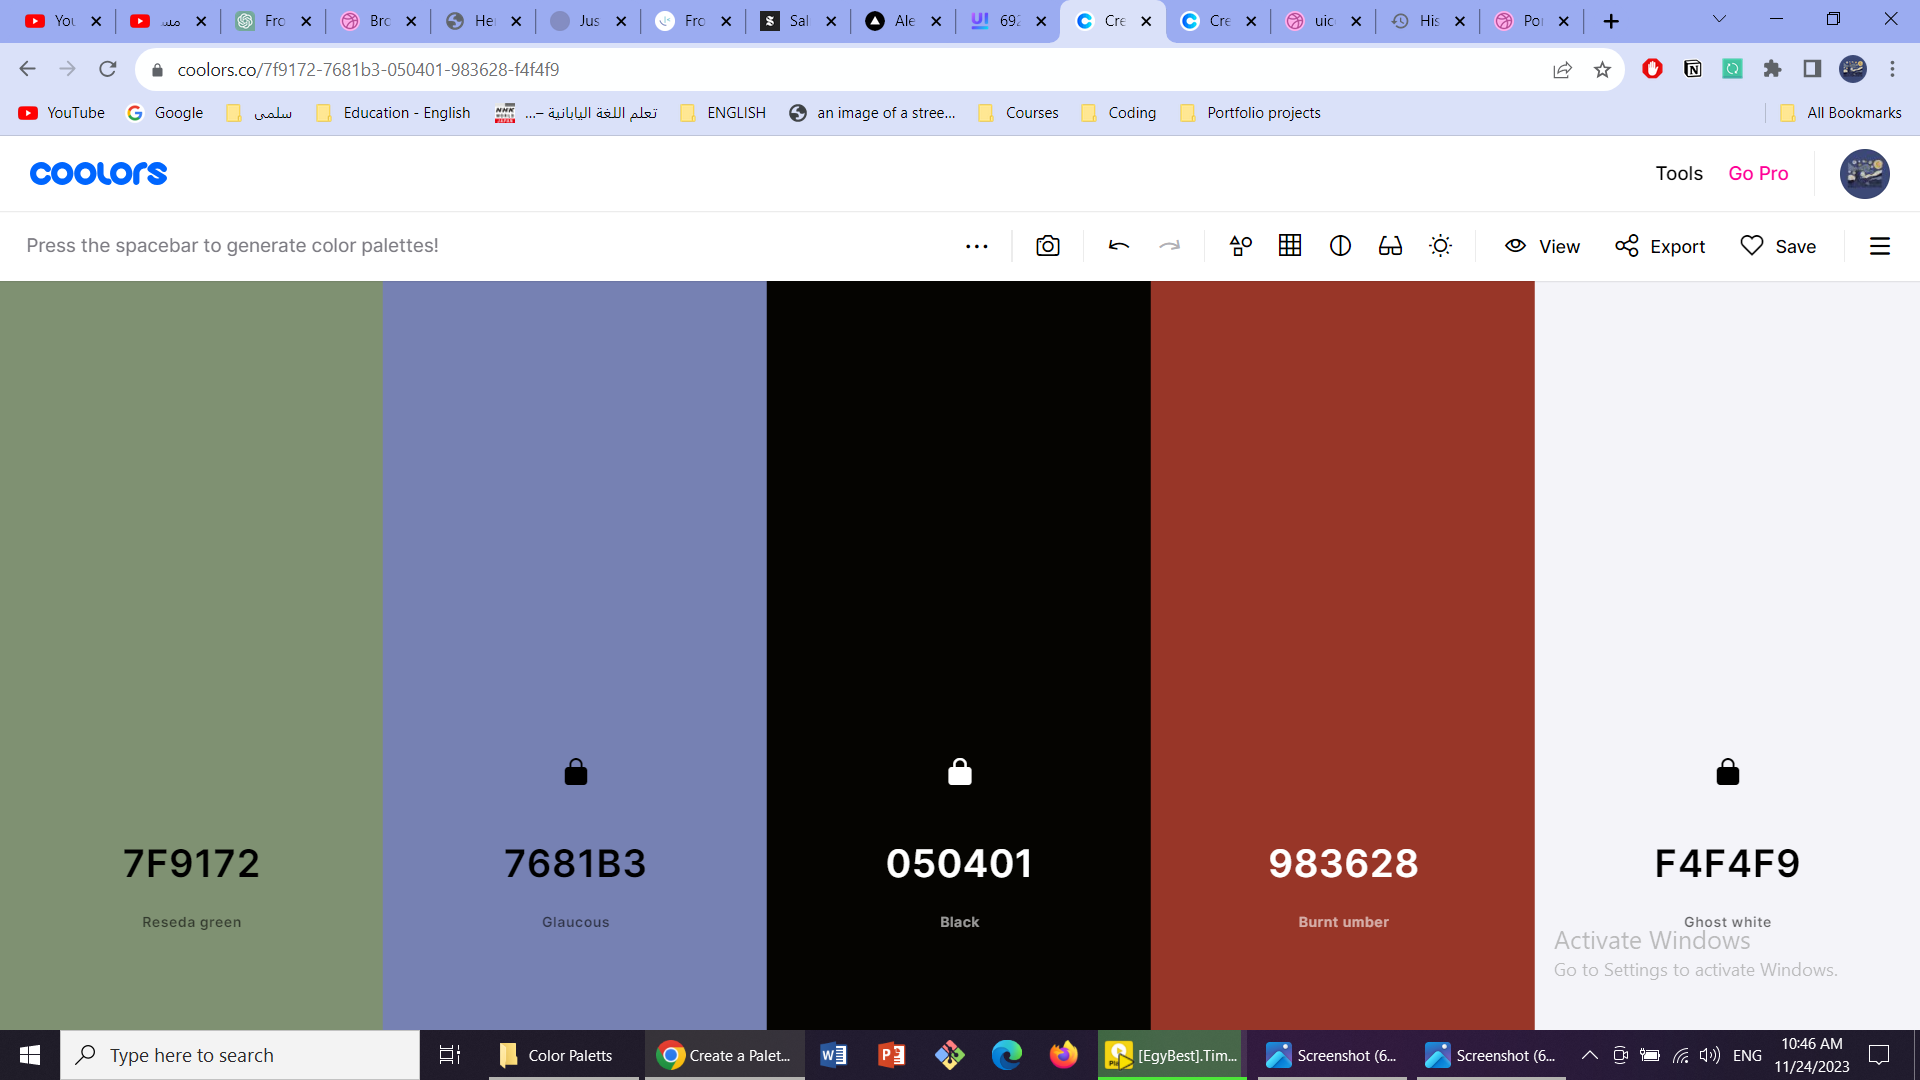 You
مس
Fro
Bro
Hei
Jus
Fro
Sal
Ale
692
Cre
Cre
uic
His
Por
coolors.co/7f9172-7681b3-050401-983628-f4f4f9
YouTube
Google
سلمى
Education - English
تعلم اللغة اليابانية –...
ENGLISH
an image of a stree...
Courses
Coding
Portfolio projects
All Bookmarks
coolors
Tools
Go Pro
Press the spacebar to generate color palettes!
View
Export
Save
7F9172
7681B3
050401
983628
F4F4F9
Reseda green
Glaucous
Black
Burnt umber
Ghost white
Activate Windows
Go to Settings to activate Windows.
Type here to search
Color Paletts
Create a Palet...
[EgyBest].Tim...
Screenshot (6...
Screenshot (6...
ENG
10:46 AM
11/24/2023